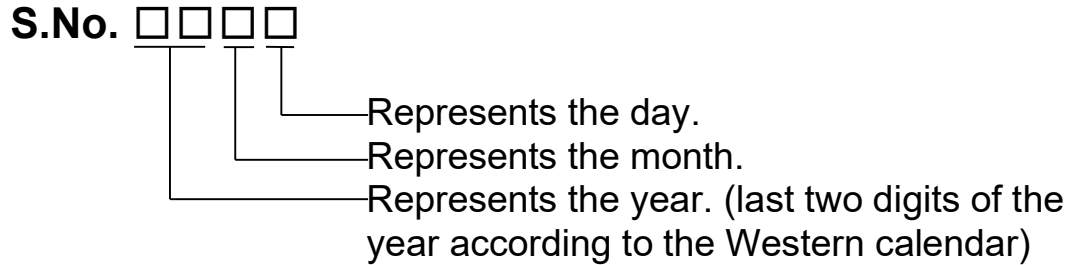 S.No. □□□□
Represents the day.
Represents the month.
Represents the year. (last two digits of the
year according to the Western calendar)